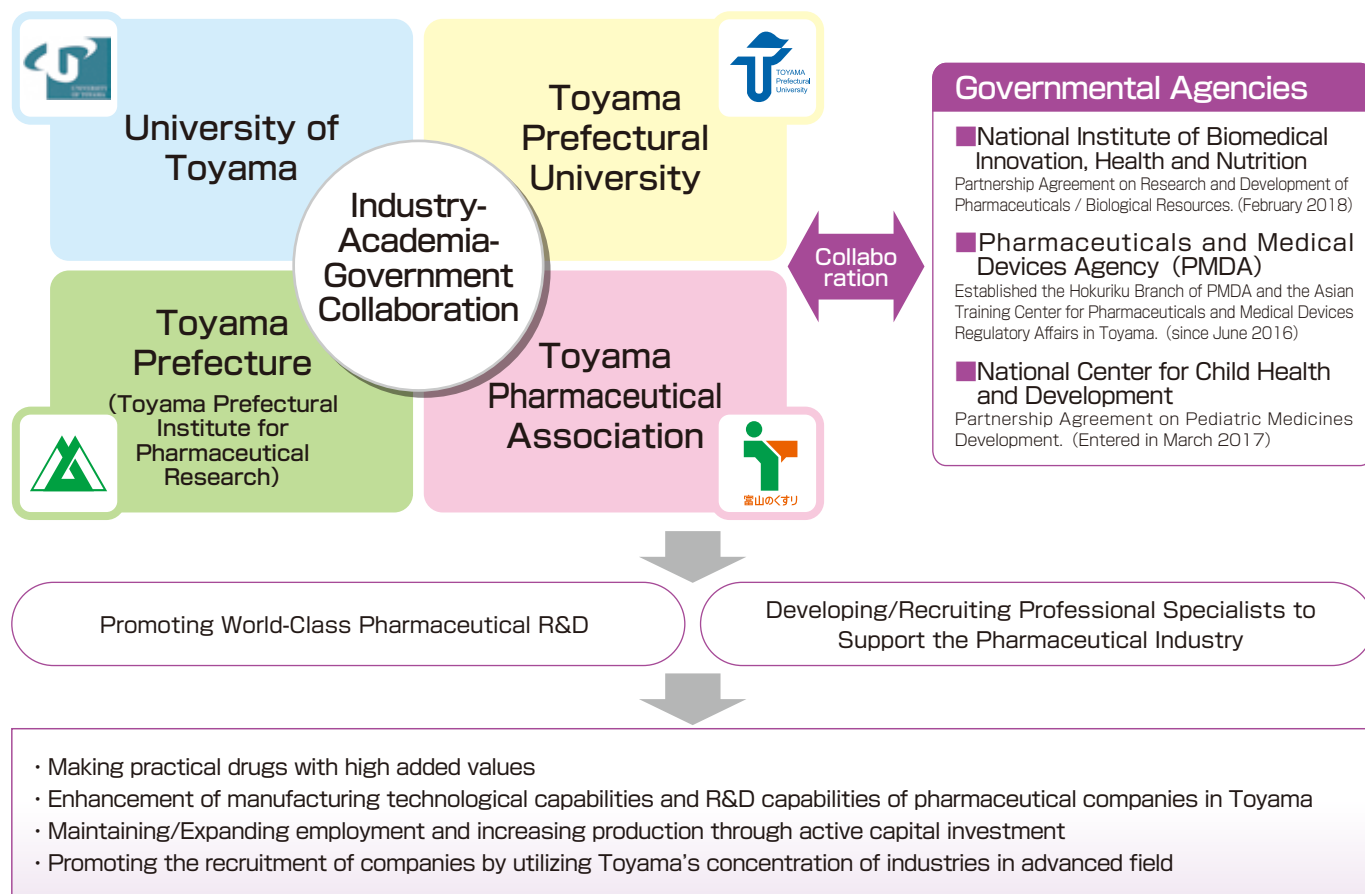 UNIVERSITY
OF TOYAMA
University of
Toyama
TOYAMA
Prefectural
University
Toyama
Prefectural
University
Industry-
Academia-
Government
Collaboration
Toyama
Prefecture
(Toyama Prefectural
Institute for
Pharmaceutical
Research)
Toyama
Pharmaceutical
Association
富山のくすり
Collabo
ration
Governmental Agencies
■National Institute of Biomedical
Innovation, Health and Nutrition
Partnership Agreement on Research and Development of
Pharmaceuticals / Biological Resources. (February 2018)
■Pharmaceuticals and Medical
Devices Agency (PMDA)
Established the Hokuriku Branch of PMDA and the Asian
Training Center for Pharmaceuticals and Medical Devices
Regulatory Affairs in Toyama. (since June 2016)
■National Center for Child Health
and Development
Partnership Agreement on Pediatric Medicines
Development. (Entered in March 2017)
Promoting World-Class Pharmaceutical R&D
Developing/Recruiting Professional Specialists to
Support the Pharmaceutical Industry
・Making practical drugs with high added values
・Enhancement of manufacturing technological capabilities and R&D capabilities of pharmaceutical companies in Toyama
・Maintaining/Expanding employment and increasing production through active capital investment
・Promoting the recruitment of companies by utilizing Toyama's concentration of industries in advanced field